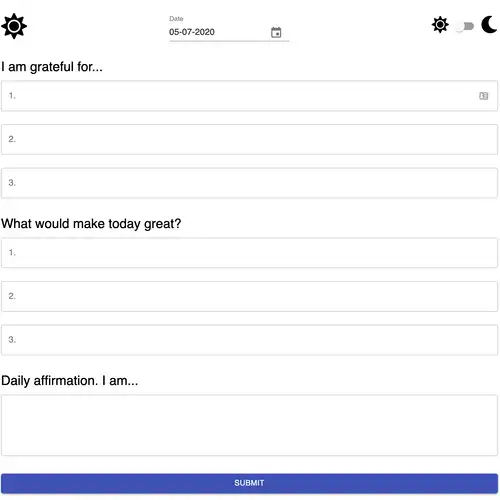 Date
05-07-2020
I am grateful for...
1.
2.
3.
What would make today great?
1.
2.
3.
Daily affirmation. I am...
SUBMIT